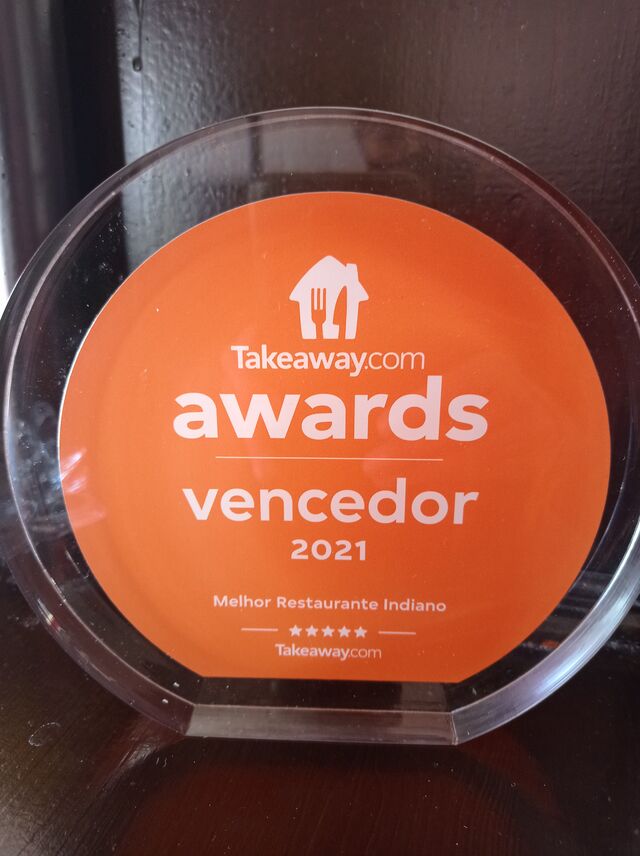 Takeaway.com
awards
vencedor
2021
Melhor Restaurante Indiano
Takeaway.com